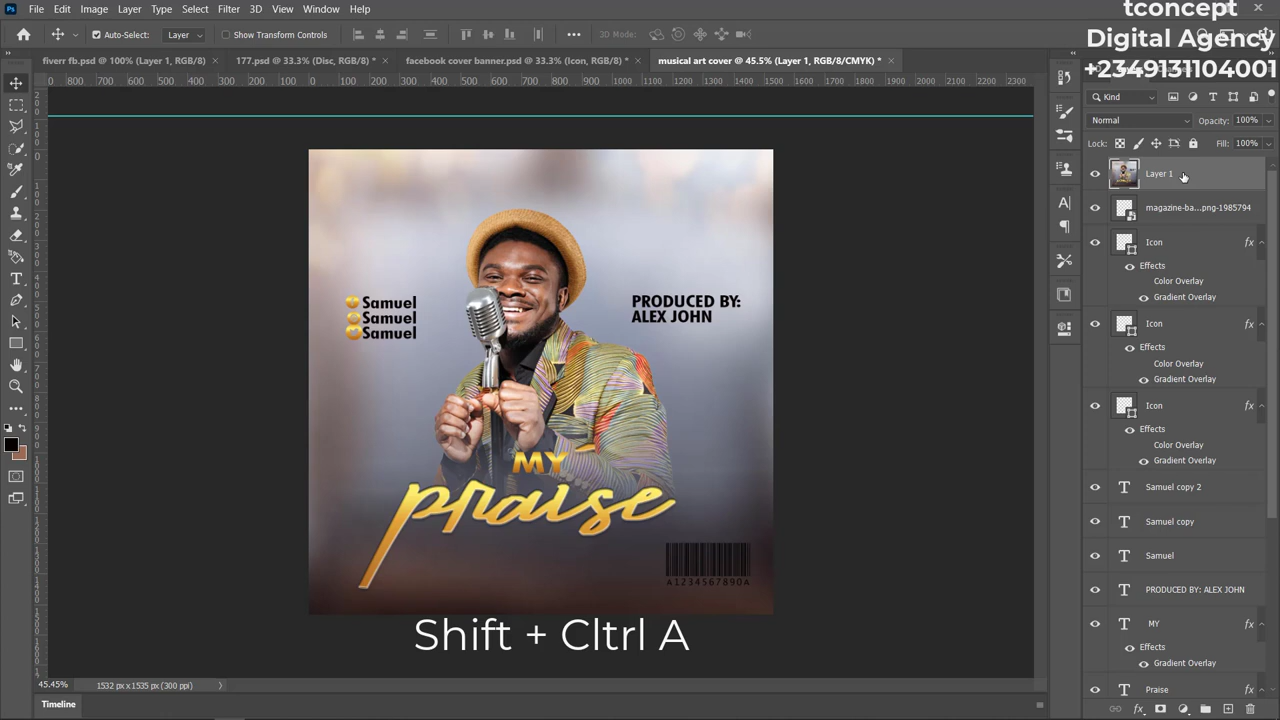 tconcept
Digital Agency
+2349131104001
File Edit Image Layer Type Select Filter 3D View Window Help
Auto-Select: Layer Show Transform Controls 3D Mode:
fiverr fb.psd @ 100% (Layer 1, RGB/8) × 177.psd @ 33.3% (Disc, RGB/8) * × facebook cover banner.psd @ 33.3% (Icon, RGB/8) * × musical art cover @ 45.5% (Layer 1, RGB/8/CMYK) * ×
Kind
Normal Opacity: 100%
Lock: Fill: 100%
Layer 1
magazine-ba...png-1985794
Icon fx
Effects
Color Overlay
Gradient Overlay
Icon fx
Effects
Color Overlay
Gradient Overlay
Icon fx
Effects
Color Overlay
Gradient Overlay
Samuel copy 2
Samuel copy
Samuel
PRODUCED BY: ALEX JOHN
MY fx
Effects
Gradient Overlay
Praise fx
Samuel
Samuel
Samuel
PRODUCED BY:
ALEX JOHN
MY
praise
A1234567890A
Shift + Cltrl A
45.45% 1532 px x 1535 px (300 ppi)
Timeline